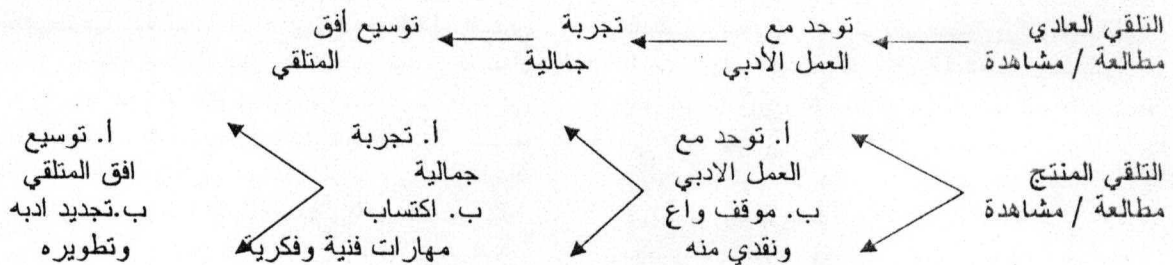 التلقي العادي توحد مع تجربة توسيع أفق
مطالعة / مشاهدة العمل الأدبي جمالية المتلقي
التلقي المنتج
مطالعة / مشاهدة
أ. توحد مع
العمل الادبي
ب. موقف واع
ونقدي منه
أ. تجربة
جمالية
ب. اكتساب
مهارات فنية وفكرية
أ. توسيع
افق المتلقي
ب.تجديد ادبه
وتطويره